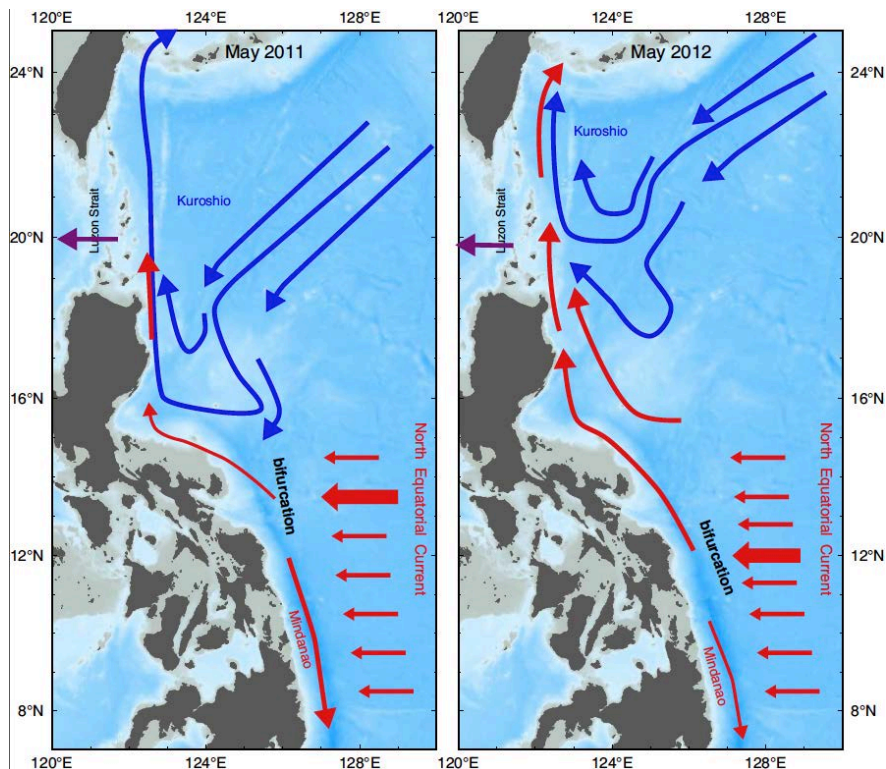 120°E 124°E 128°E 120°E 124°E 128°E
May 2011
May 2012
24°N
24°N
Kuroshio
Kuroshio
Luzon Strait
Luzon Strait
20°N
20°N
16°N
16°N
North Equatorial Current
North Equatorial Current
bifurcation
bifurcation
12°N
12°N
Mindanao
Mindanao
8°N
8°N
120°E 124°E 128°E 120°E 124°E 128°E